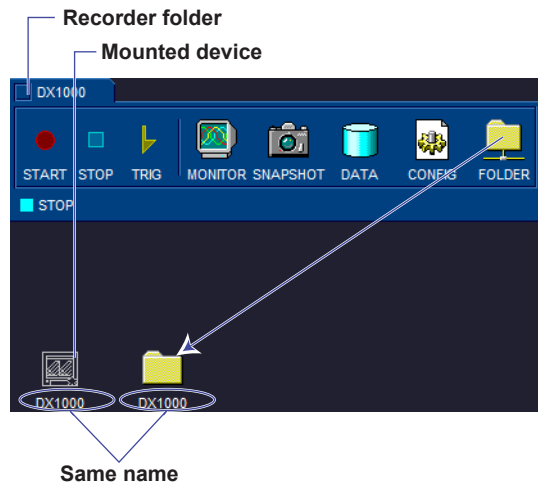 Recorder folder
Mounted device
DX1000
START STOP TRIG MONITOR SNAPSHOT DATA CONFIG FOLDER
STOP
DX1000 DX1000
Same name